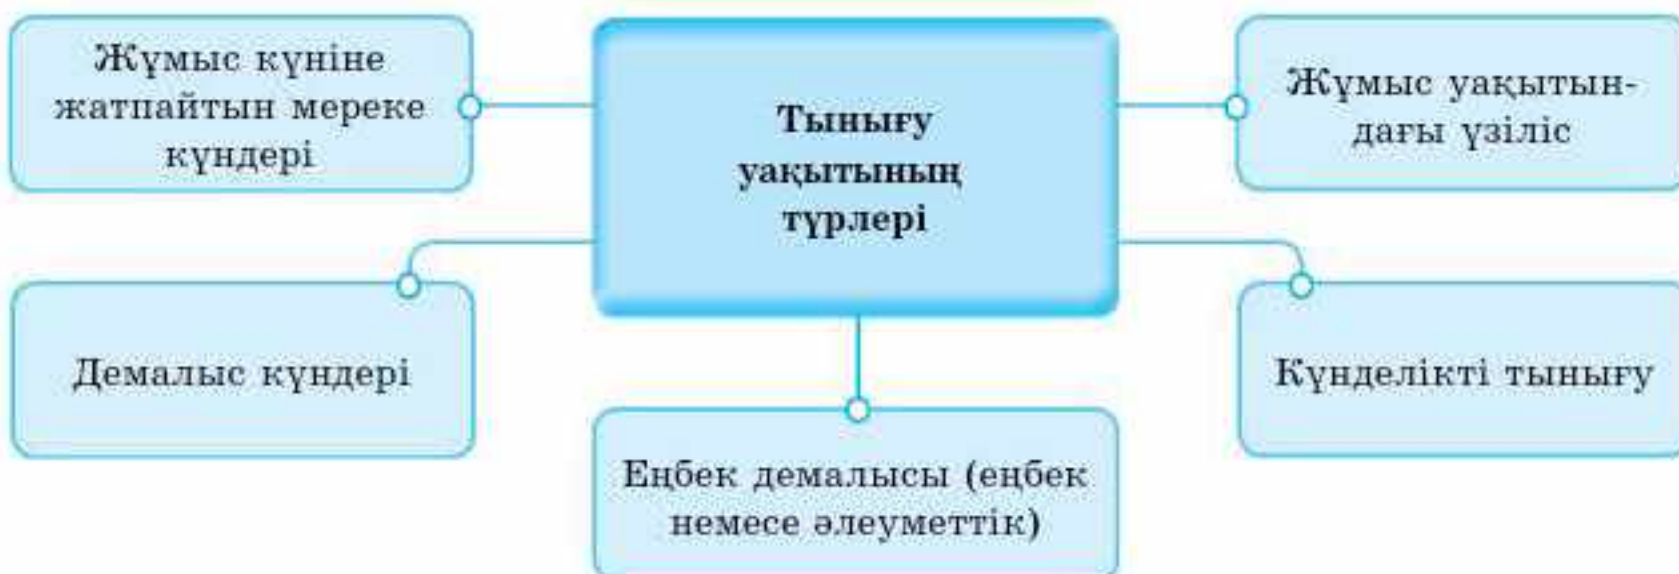 Жұмыс күніне
жатпайтын мереке
күндері
Тынығу
уақытының
түрлері
Жұмыс уақытын-
дағы үзіліс
Демалыс күндері
Күнделікті тынығу
Еңбек демалысы (еңбек
немесе әлеуметтік)